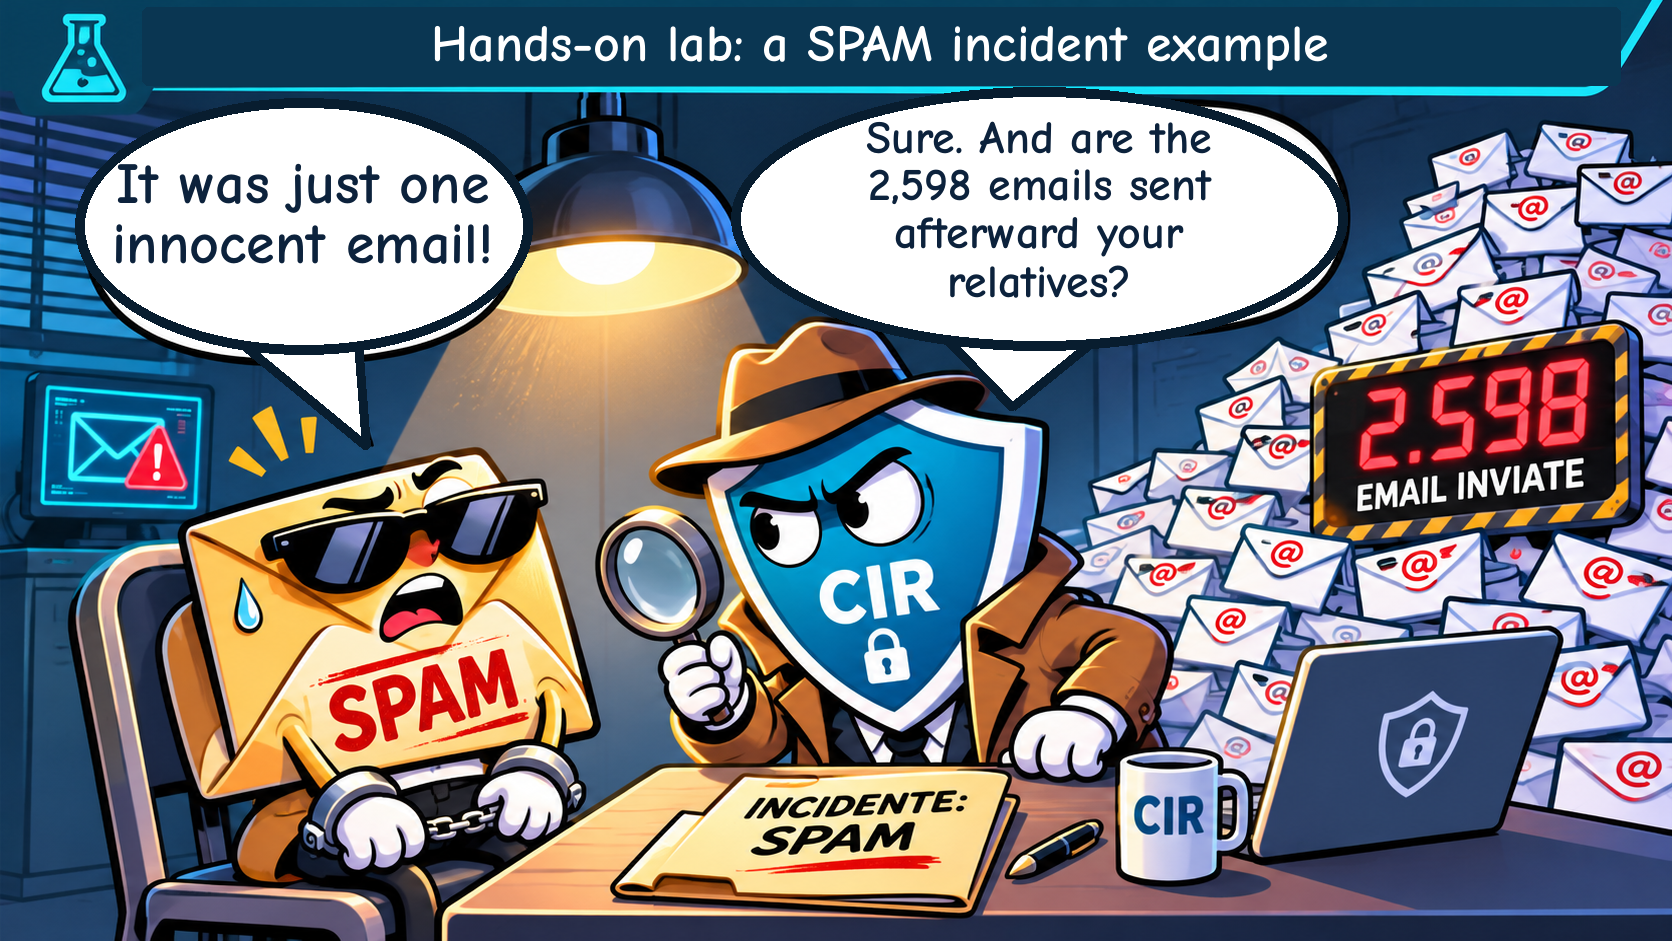 Hands-on lab: a SPAM incident example
It was just one
innocent email!
Sure. And are the
2,598 emails sent
afterward your
relatives?
2.598
EMAIL INVIATE
SPAM
CIR
INCIDENTE:
SPAM
CIR